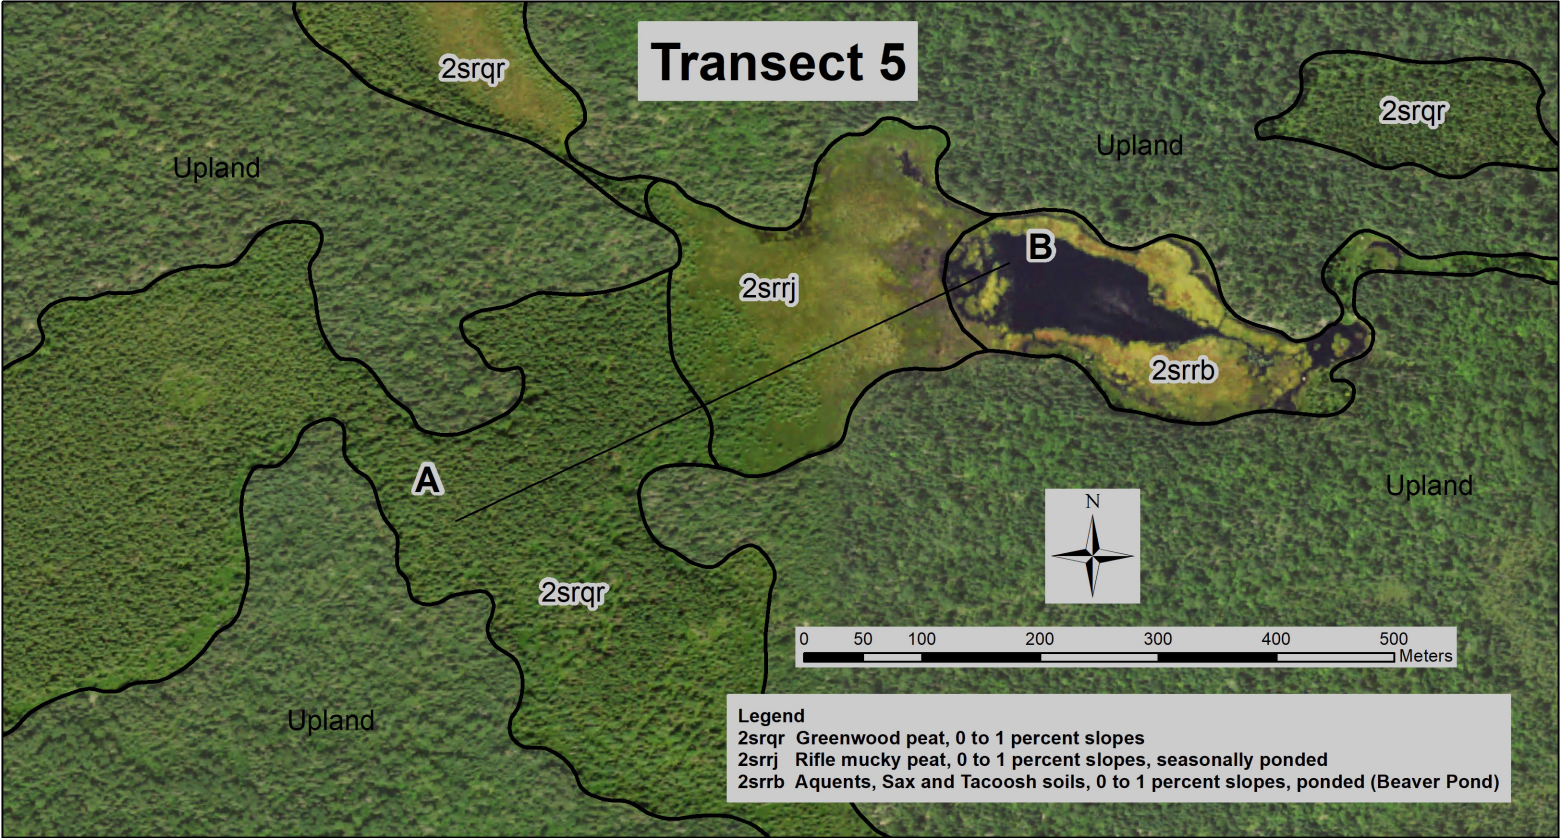 Transect 5
2srqr
2srqr
Upland
Upland
B
2srrj
2srrb
A
Upland
N
2srqr
0 50 100 200 300 400 500
Meters
Upland
Legend
2srqr Greenwood peat, 0 to 1 percent slopes
2srrj Rifle mucky peat, 0 to 1 percent slopes, seasonally ponded
2srrb Aquents, Sax and Tacoosh soils, 0 to 1 percent slopes, ponded (Beaver Pond)